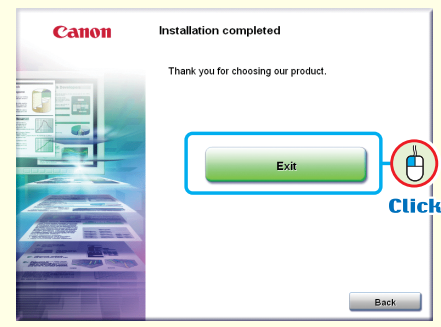 Canon
Installation completed
Thank you for choosing our product.
Exit
Click
Back